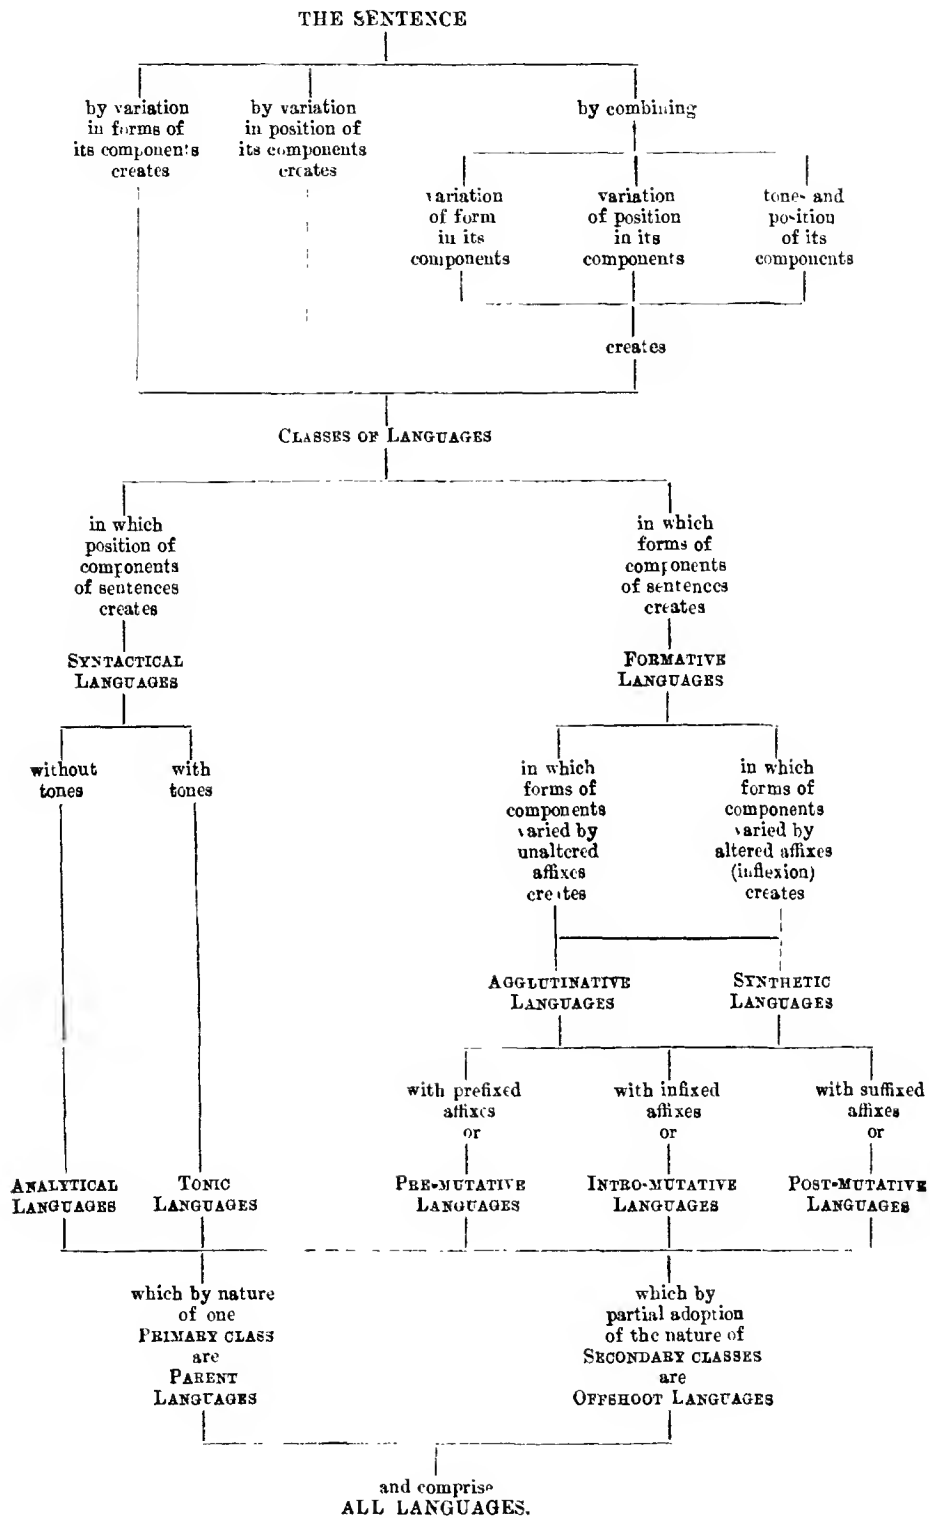 THE SENTENCE
by variation
in forms of
its components
creates
by variation
in position of
its components
creates
by combining
variation
of form
in its
components
variation
of position
in its
components
tones and
position
of its
components
creates
CLASSES OF LANGUAGES
in which
position of
components
of sentences
creates
SYNTACTICAL
LANGUAGES
in which
forms of
components
of sentences
creates
FORMATIVE
LANGUAGES
without
tones
with
tones
in which
forms of
components
varied by
unaltered
affixes
creates
in which
forms of
components
varied by
altered affixes
(inflexion)
creates
AGGLUTINATIVE
LANGUAGES
SYNTHETIC
LANGUAGES
with prefixed
affixes
or
with infixed
affixes
or
with suffixed
affixes
or
ANALYTICAL
LANGUAGES
TONIC
LANGUAGES
PRE-MUTATIVE
LANGUAGES
INTRO-MUTATIVE
LANGUAGES
POST-MUTATIVE
LANGUAGES
which by nature
of one
PRIMARY CLASS
are
PARENT
LANGUAGES
which by
partial adoption
of the nature of
SECONDARY CLASSES
are
OFFSHOOT LANGUAGES
and comprise
ALL LANGUAGES.